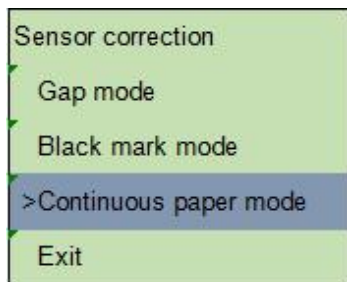 Sensor correction
Gap mode
Black mark mode
>Continuous paper mode
Exit